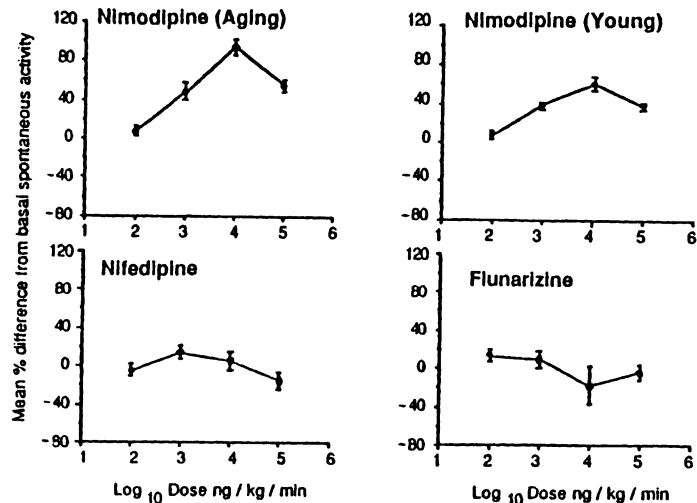 Mean % difference from basal spontaneous activity
Nimodipine (Aging)
120
80
40
0
-40
-80
1 2 3 4 5 6
Nimodipine (Young)
120
80
40
0
-40
-80
1 2 3 4 5 6
Nifedipine
120
80
40
0
-40
-80
1 2 3 4 5 6
Log 10 Dose ng / kg / min
Flunarizine
120
80
40
0
-40
-80
1 2 3 4 5 6
Log 10 Dose ng / kg / min